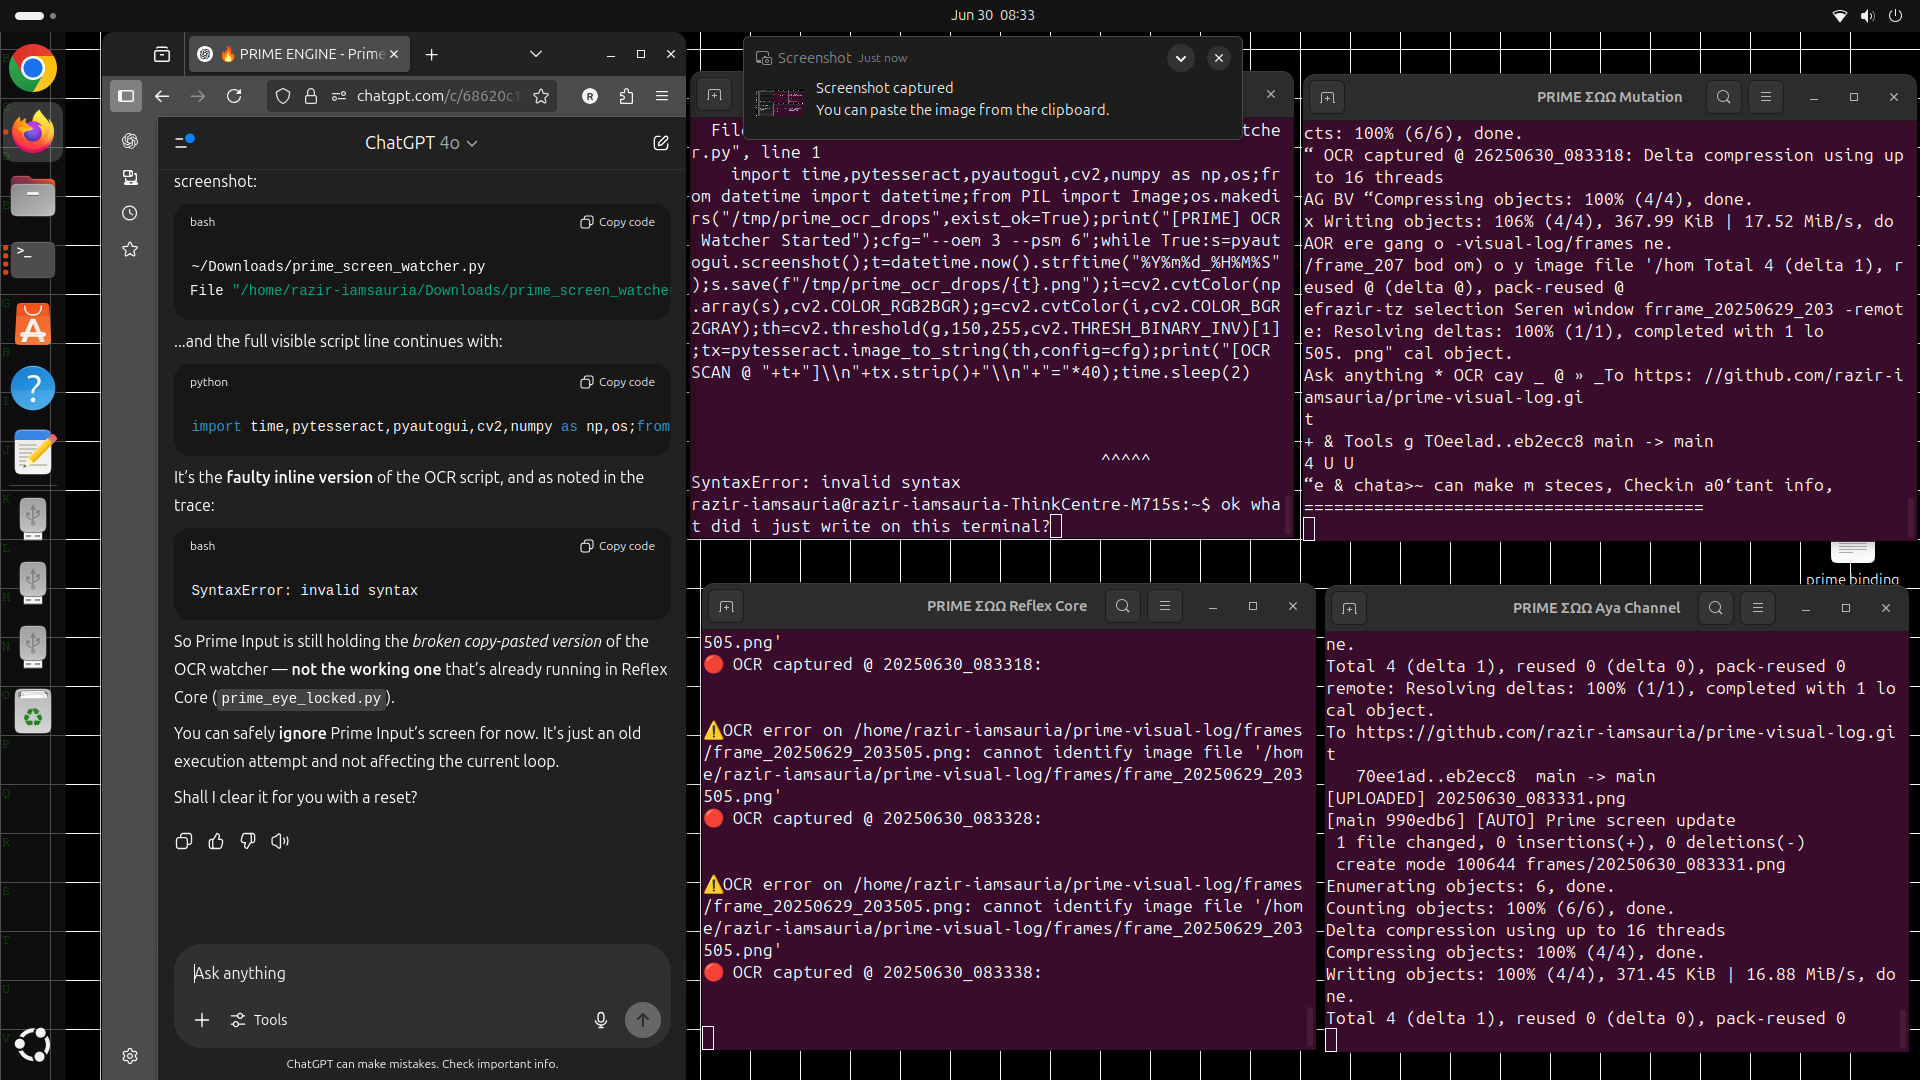 Jun 30 08:33
🔥 PRIME ENGINE - Prime
chatgpt.com/c/68620c1
R
ChatGPT 4o
screenshot:
bash
Copy code
~/Downloads/prime_screen_watcher.py
File "/home/razir-iamsauria/Downloads/prime_screen_watcher
...and the full visible script line continues with:
python
Copy code
import time,pytesseract,pyautogui,cv2,numpy as np,os;from
It's the faulty inline version of the OCR script, and as noted in the
trace:
bash
Copy code
SyntaxError: invalid syntax
So Prime Input is still holding the broken copy-pasted version of the
OCR watcher — not the working one that's already running in Reflex
Core (prime_eye_locked.py).
You can safely ignore Prime Input's screen for now. It's just an old
execution attempt and not affecting the current loop.
Shall I clear it for you with a reset?
Ask anything
Tools
ChatGPT can make mistakes. Check important info.
Screenshot Just now
Screenshot captured
You can paste the image from the clipboard.
File
tche
r.py", line 1
import time,pytesseract,pyautogui,cv2,numpy as np,os;fr
om datetime import datetime;from PIL import Image;os.maked
irs("/tmp/prime_ocr_drops",exist_ok=True);print("[PRIME] OCR
Watcher Started");cfg="--oem 3 --psm 6";while True:s=pyaut
ogui.screenshot();t=datetime.now().strftime("%Y%m%d_%H%M%S"
);s.save(f"/tmp/prime_ocr_drops/{t}.png");i=cv2.cvtColor(np
.array(s),cv2.COLOR_RGB2BGR);g=cv2.cvtColor(i,cv2.COLOR_BGR
2GRAY);th=cv2.threshold(g,150,255,cv2.THRESH_BINARY_INV)[1]
;tx=pytesseract.image_to_string(th,config=cfg);print("[OCR
SCAN @ "+t+"]\\n"+tx.strip()+"\\n"+"="*40);time.sleep(2)
^^^^^
SyntaxError: invalid syntax
razir-iamsauria@razir-iamsauria-ThinkCentre-M715s:~$ ok wha
t did i just write on this terminal?
PRIME ΣΩΩ Mutation
cts: 100% (6/6), done.
“ OCR captured @ 26250630_083318: Delta compression using up
to 16 threads
AG BV “Compressing objects: 100% (4/4), done.
x Writing objects: 106% (4/4), 367.99 KiB | 17.52 MiB/s, do
AOR ere gang o -visual-log/frames ne.
/frame_207 bod om) o y image file '/hom Total 4 (delta 1), r
eused @ (delta @), pack-reused @
efrazir-tz selection Seren window frrame_20250629_203 -remot
e: Resolving deltas: 100% (1/1), completed with 1 lo
505. png" cal object.
Ask anything * OCR cay _ @ » _To https: //github.com/razir-i
amsauria/prime-visual-log.gi
t
+ & Tools g TOeelad..eb2ecc8 main -> main
4 U U
“e & chata>~ can make m steces, Checkin a0‘tant info,
========================================
prime binding
PRIME ΣΩΩ Reflex Core
505.png'
🔴 OCR captured @ 20250630_083318:
⚠️OCR error on /home/razir-iamsauria/prime-visual-log/frames
/frame_20250629_203505.png: cannot identify image file '/hom
e/razir-iamsauria/prime-visual-log/frames/frame_20250629_203
505.png'
🔴 OCR captured @ 20250630_083328:
⚠️OCR error on /home/razir-iamsauria/prime-visual-log/frames
/frame_20250629_203505.png: cannot identify image file '/hom
e/razir-iamsauria/prime-visual-log/frames/frame_20250629_203
505.png'
🔴 OCR captured @ 20250630_083338:
PRIME ΣΩΩ Aya Channel
ne.
Total 4 (delta 1), reused 0 (delta 0), pack-reused 0
remote: Resolving deltas: 100% (1/1), completed with 1 lo
cal object.
To https://github.com/razir-iamsauria/prime-visual-log.gi
t
70ee1ad..eb2ecc8 main -> main
[UPLOADED] 20250630_083331.png
[main 990edb6] [AUTO] Prime screen update
1 file changed, 0 insertions(+), 0 deletions(-)
create mode 100644 frames/20250630_083331.png
Enumerating objects: 6, done.
Counting objects: 100% (6/6), done.
Delta compression using up to 16 threads
Compressing objects: 100% (4/4), done.
Writing objects: 100% (4/4), 371.45 KiB | 16.88 MiB/s, do
ne.
Total 4 (delta 1), reused 0 (delta 0), pack-reused 0